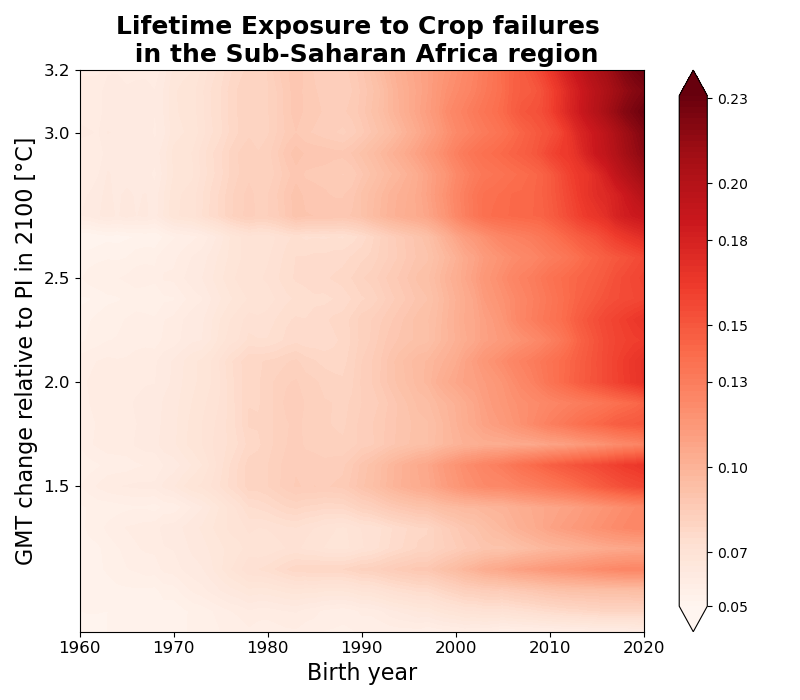 Lifetime Exposure to Crop failures
in the Sub-Saharan Africa region
GMT change relative to PI in 2100 [°C]
3.2
3.0
2.5
2.0
1.5
1960 1970 1980 1990 2000 2010 2020
Birth year
0.23
0.20
0.18
0.15
0.13
0.10
0.07
0.05